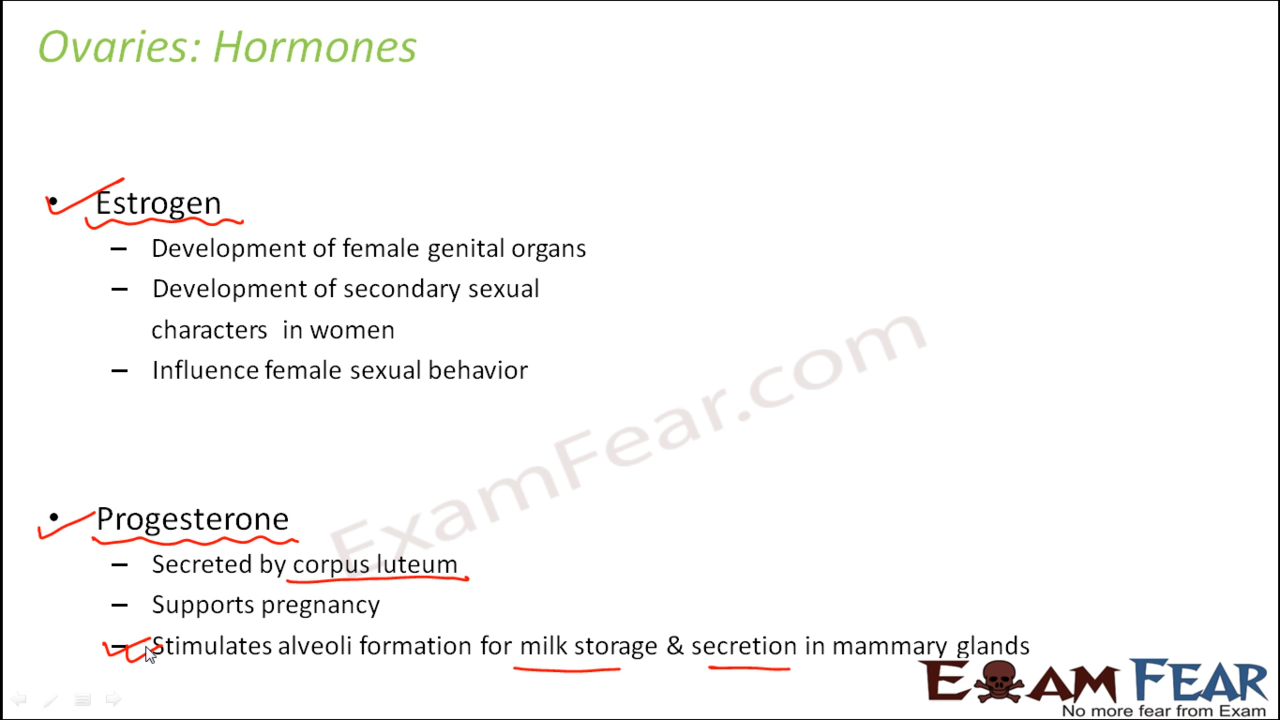 Ovaries: Hormones
• Estrogen
– Development of female genital organs
– Development of secondary sexual
characters in women
– Influence female sexual behavior
ExamFear.com
• Progesterone
– Secreted by corpus luteum
– Supports pregnancy
– Stimulates alveoli formation for milk storage & secretion in mammary glands
EXAM FEAR
No more fear from Exam